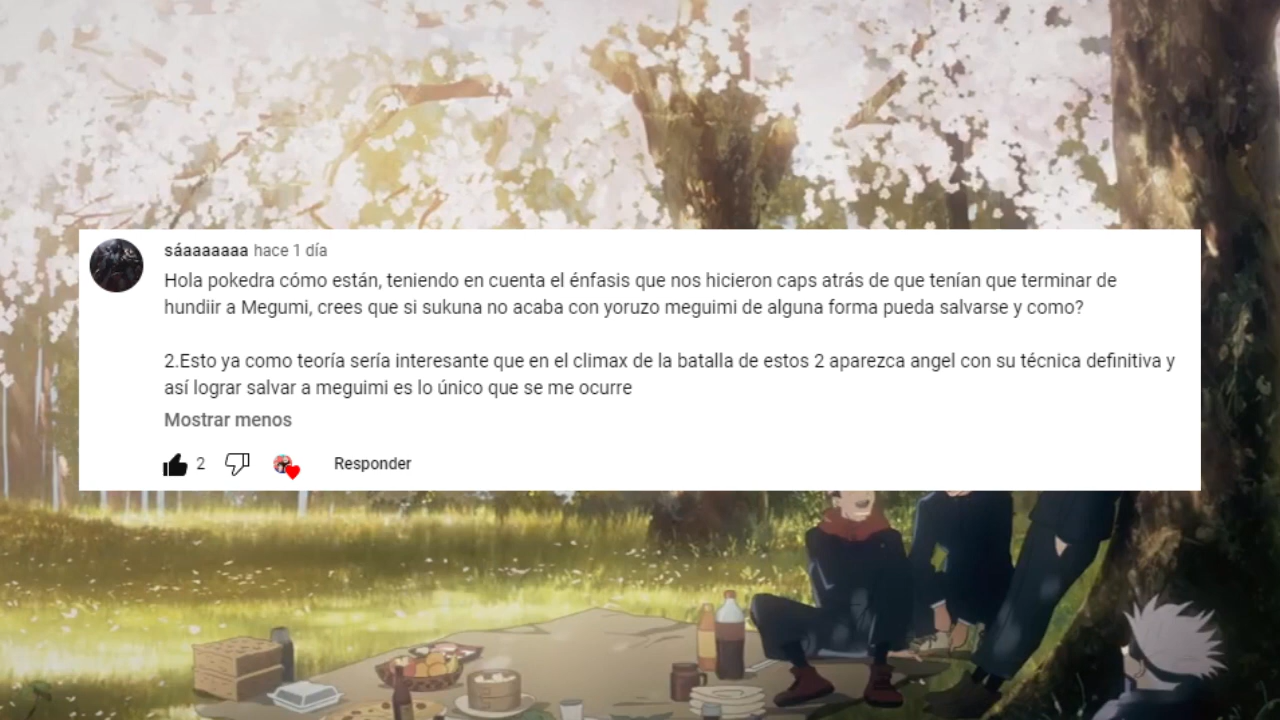 sáaaaaaaa hace 1 día
Hola pokedra cómo están, teniendo en cuenta el énfasis que nos hicieron caps atrás de que tenían que terminar de
hundiir a Megumi, crees que si sukuna no acaba con yoruzo meguimi de alguna forma pueda salvarse y como?
2.Esto ya como teoría sería interesante que en el climax de la batalla de estos 2 aparezca angel con su técnica definitiva y
así lograr salvar a meguimi es lo único que se me ocurre
Mostrar menos
2 Responder